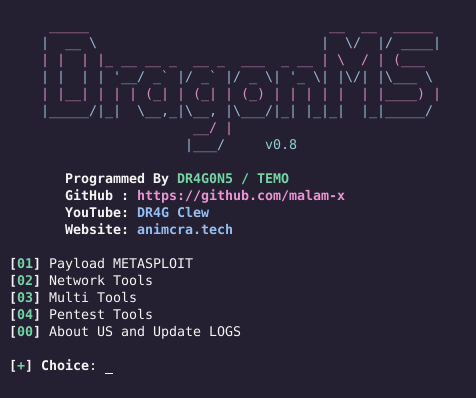 DragonMS
v0.8
Programmed By DR4G0N5 / TEMO
GitHub : https://github.com/malam-x
YouTube: DR4G Clew
Website: animcra.tech
[01] Payload METASPLOIT
[02] Network Tools
[03] Multi Tools
[04] Pentest Tools
[00] About US and Update LOGS
[+] Choice: _